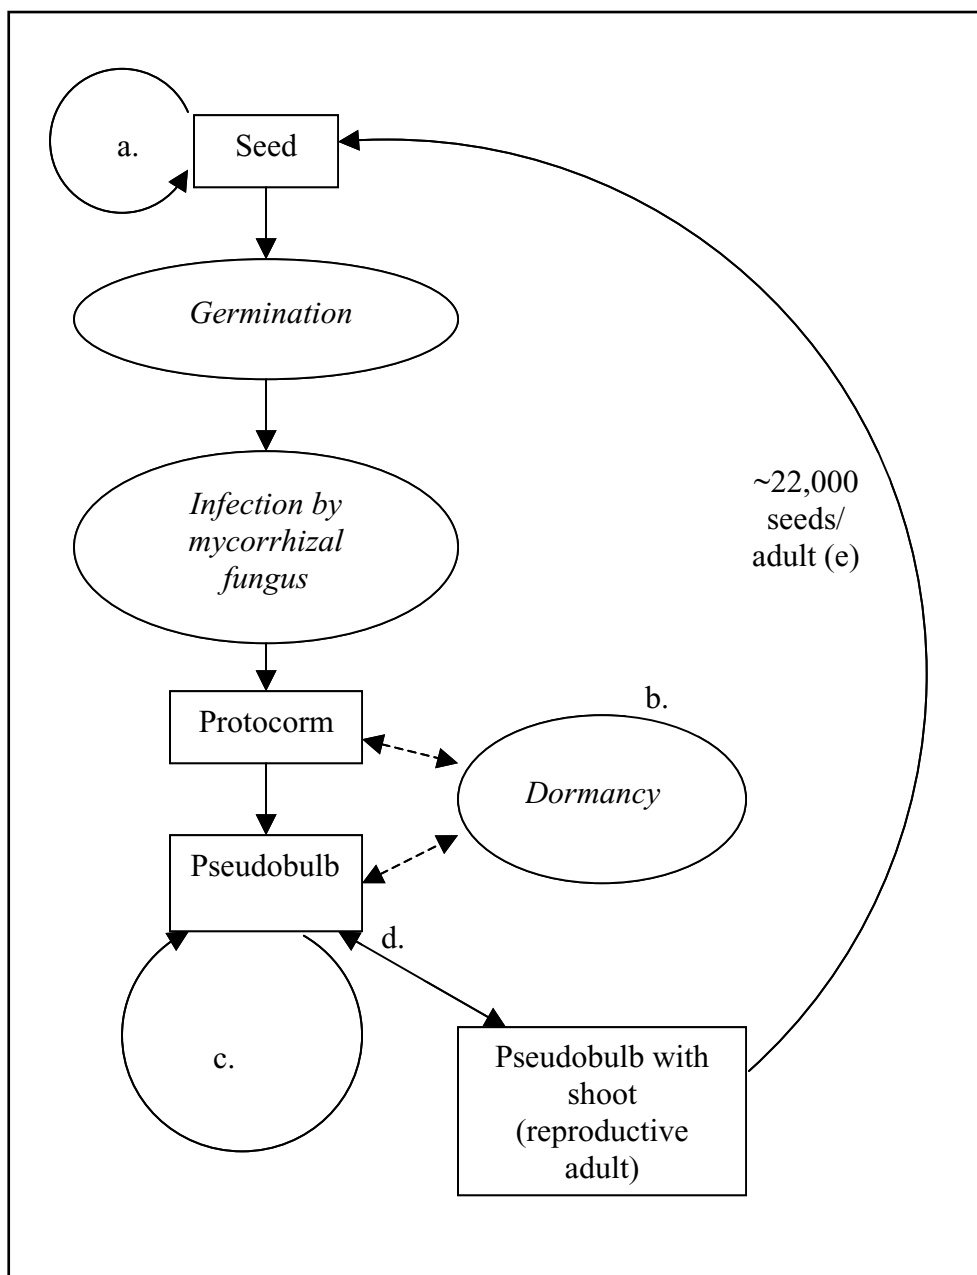 a.
Seed
Germination
Infection by
mycorrhizal
fungus
~22,000
seeds/
adult (e)
Protocorm
b.
Dormancy
Pseudobulb
d.
c.
Pseudobulb with
shoot
(reproductive
adult)